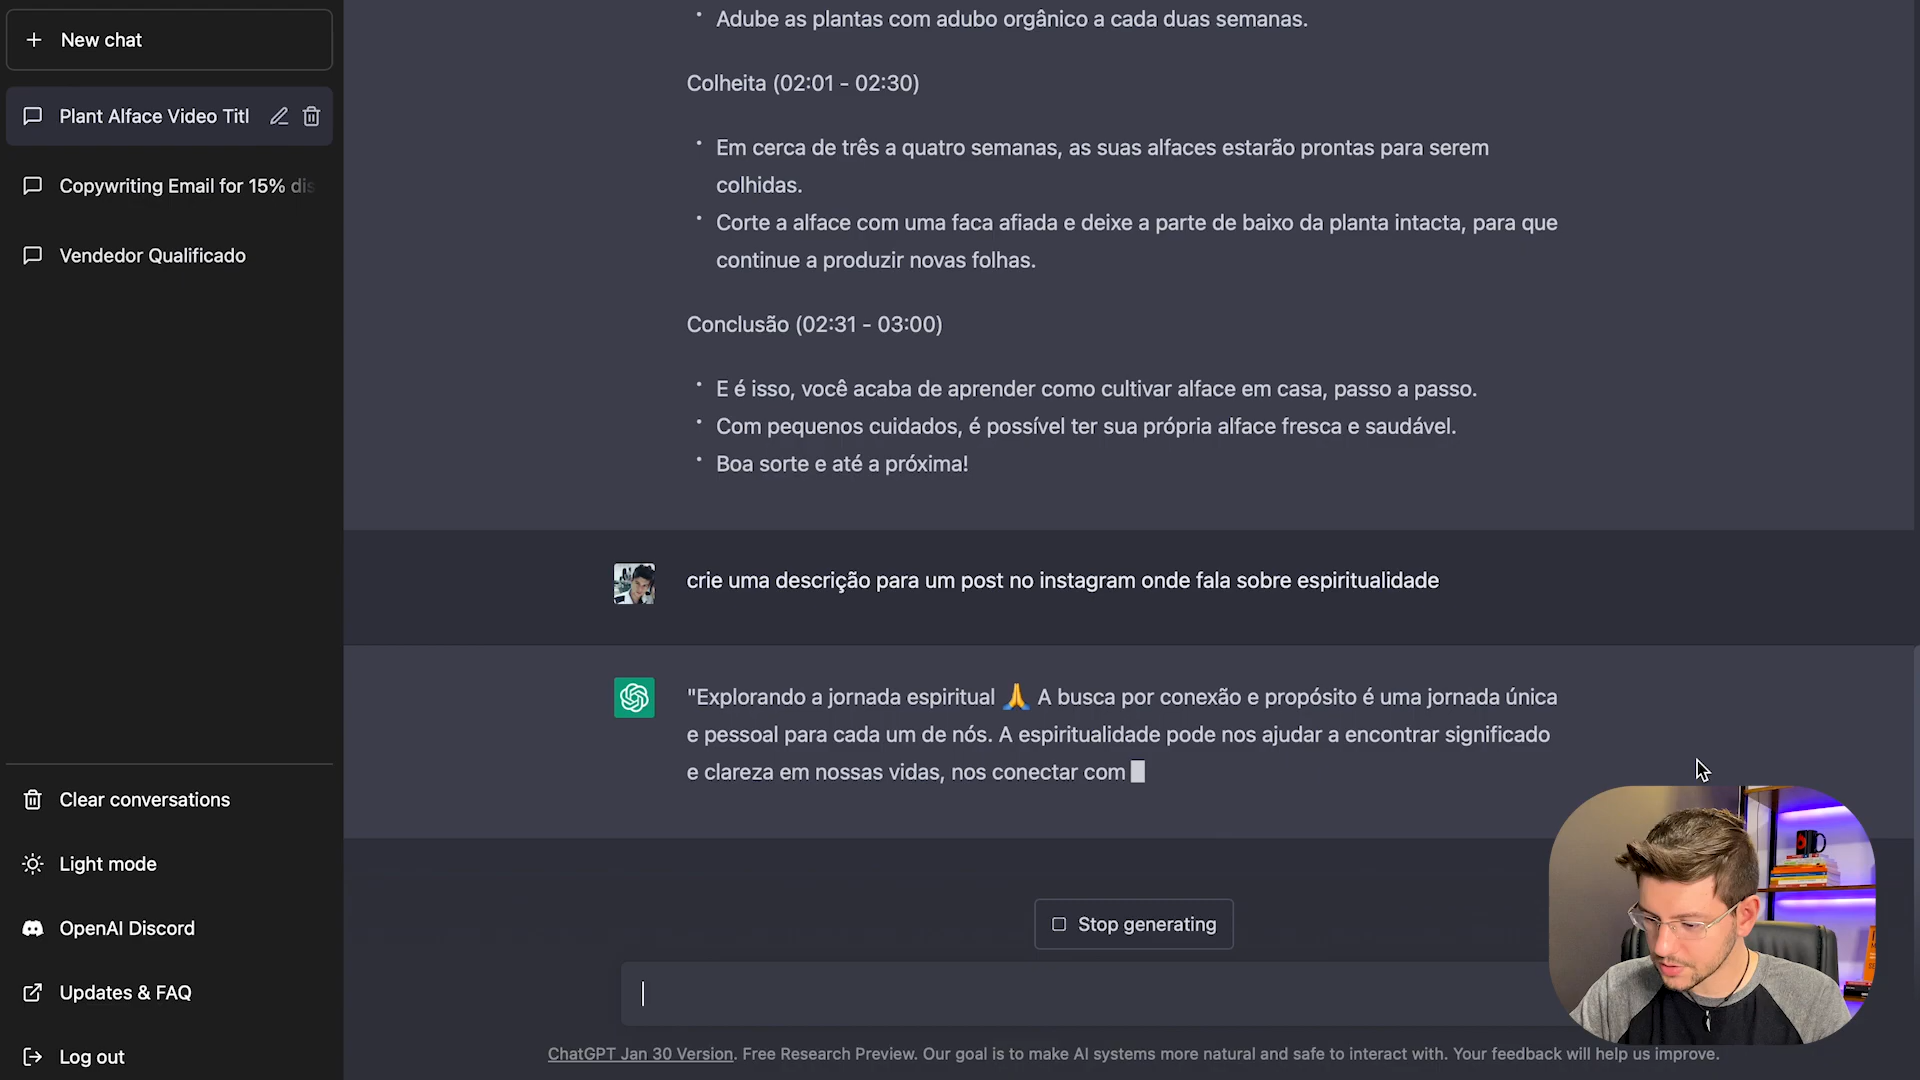 New chat
Plant Alface Video Titl
Copywriting Email for 15% dis
Vendedor Qualificado
Clear conversations
Light mode
OpenAI Discord
Updates & FAQ
Log out
• Adube as plantas com adubo orgânico a cada duas semanas.
Colheita (02:01 - 02:30)
• Em cerca de três a quatro semanas, as suas alfaces estarão prontas para serem
colhidas.
• Corte a alface com uma faca afiada e deixe a parte de baixo da planta intacta, para que
continue a produzir novas folhas.
Conclusão (02:31 - 03:00)
• E é isso, você acaba de aprender como cultivar alface em casa, passo a passo.
• Com pequenos cuidados, é possível ter sua própria alface fresca e saudável.
• Boa sorte e até a próxima!
crie uma descrição para um post no instagram onde fala sobre espiritualidade
"Explorando a jornada espiritual 🙏 A busca por conexão e propósito é uma jornada única
e pessoal para cada um de nós. A espiritualidade pode nos ajudar a encontrar significado
e clareza em nossas vidas, nos conectar com
Stop generating
ChatGPT Jan 30 Version. Free Research Preview. Our goal is to make AI systems more natural and safe to interact with. Your feedback will help us improve.